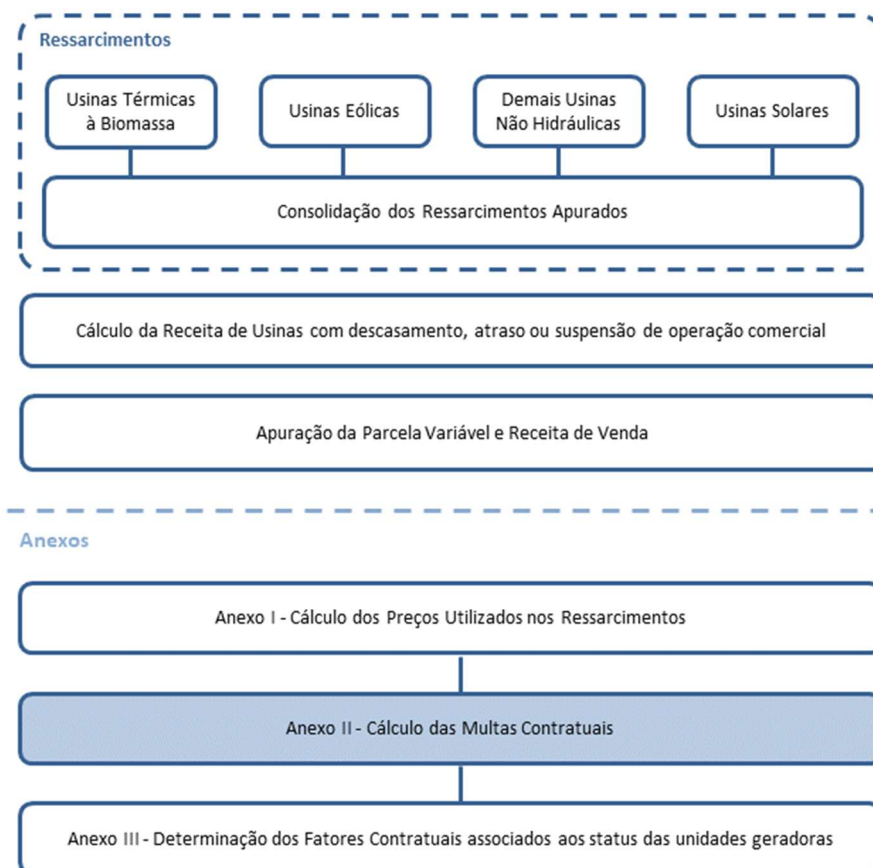 Ressarcimentos
Usinas Térmicas
à Biomassa
Usinas Eólicas
Demais Usinas
Não Hidráulicas
Usinas Solares
Consolidação dos Ressarcimentos Apurados
Cálculo da Receita de Usinas com descasamento, atraso ou suspensão de operação comercial
Apuração da Parcela Variável e Receita de Venda
Anexos
Anexo I - Cálculo dos Preços Utilizados nos Ressarcimentos
Anexo II - Cálculo das Multas Contratuais
Anexo III - Determinação dos Fatores Contratuais associados aos status das unidades geradoras